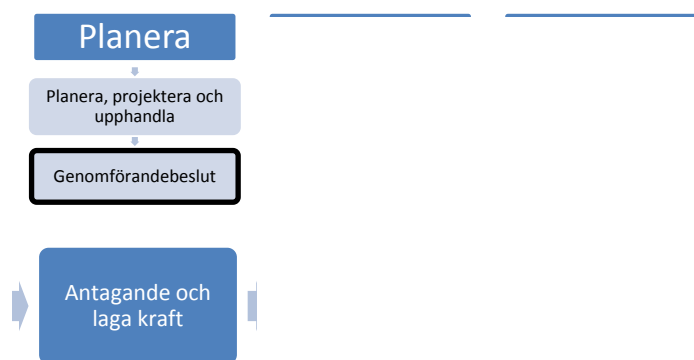 Planera
Planera, projektera och
upphandla
Genomförandebeslut
Antagande och
laga kraft